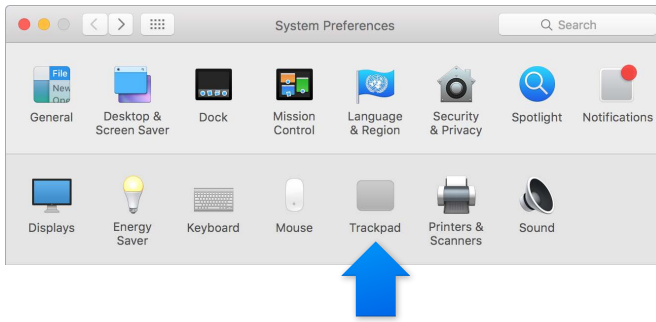 System Preferences
Search
File
New
Ope
General
Desktop &
Screen Saver
Dock
Mission
Control
Language
& Region
Security
& Privacy
Spotlight
Notifications
Displays
Energy
Saver
Keyboard
Mouse
Trackpad
Printers &
Scanners
Sound